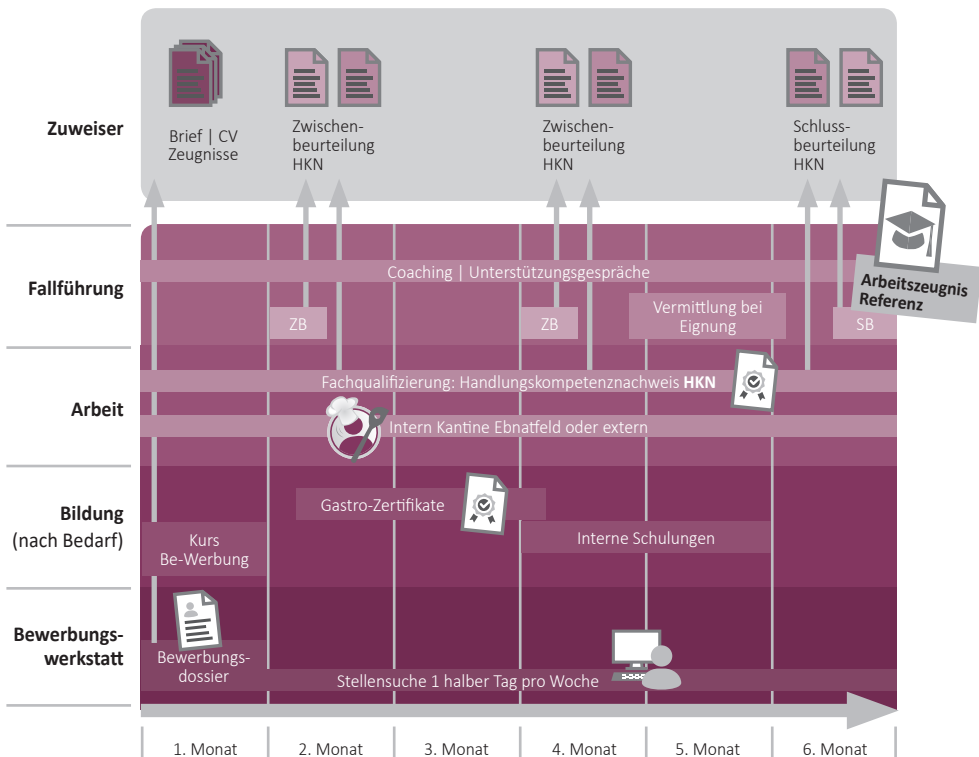 Zuweiser
Brief | CV
Zeugnisse
Zwischen-
beurteilung
HKN
Zwischen-
beurteilung
HKN
Schluss-
beurteilung
HKN
Fallführung
Coaching | Unterstützungsgespräche
Arbeitszeugnis
Referenz
ZB
ZB
Vermittlung bei
Eignung
SB
Arbeit
Fachqualifizierung: Handlungskompetenznachweis HKN
Intern Kantine Ebnatfeld oder extern
Bildung
(nach Bedarf)
Gastro-Zertifikate
Kurs
Be-Werbung
Interne Schulungen
Bewerbungs-
werkstatt
Bewerbungs-
dossier
Stellensuche 1 halber Tag pro Woche
1. Monat
2. Monat
3. Monat
4. Monat
5. Monat
6. Monat